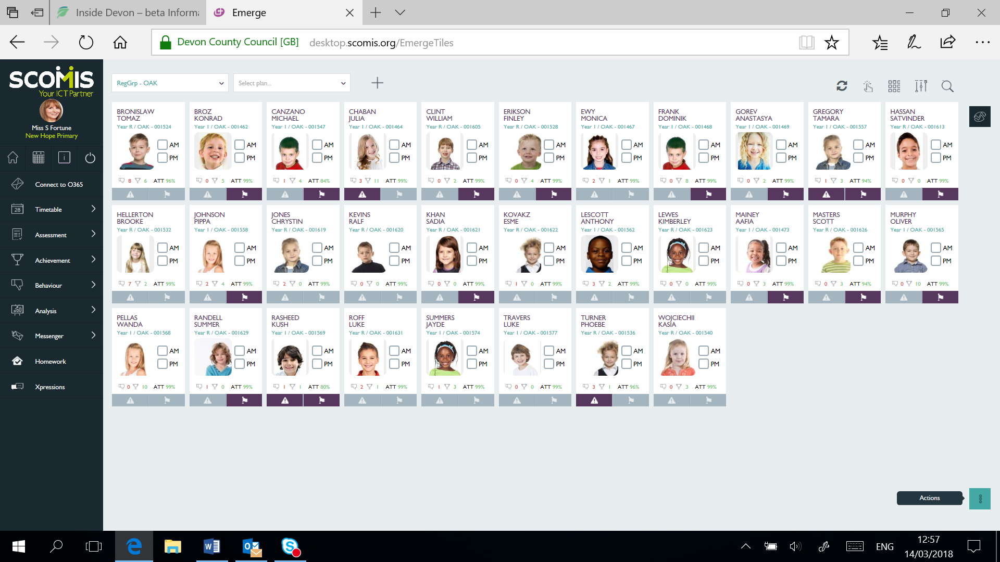 Inside Devon – beta Informa
Emerge
Devon County Council [GB] desktop.scomis.org/EmergeTiles
SCOMIS
Your ICT Partner
Miss S Fortune
New Hope Primary
Connect to O365
28 Timetable
Assessment
Achievement
Behaviour
Analysis
Messenger
Homework
Xpressions
RegGrp - OAK
Select plan...
BRONISLAW
TOMAZ
Year R / OAK - 001524
AM
PM
8 6 ATT 96%
BROZ
KONRAD
Year 1 / OAK - 001462
AM
PM
0 5 ATT 99%
CANZANO
MICHAEL
Year 1 / OAK - 001547
AM
PM
1 4 ATT 84%
CHABAN
JULIA
Year 1 / OAK - 001464
AM
PM
3 11 ATT 99%
CLINT
WILLIAM
Year R / OAK - 001605
AM
PM
0 2 ATT 99%
ERIKSON
FINLEY
Year R / OAK - 001528
AM
PM
0 4 ATT 99%
EWY
MONICA
Year 1 / OAK - 001467
AM
PM
2 1 ATT 99%
FRANK
DOMINIK
Year 1 / OAK - 001468
AM
PM
0 8 ATT 99%
GOREV
ANASTASYA
Year 1 / OAK - 001469
AM
PM
0 2 ATT 99%
GREGORY
TAMARA
Year 1 / OAK - 001557
AM
PM
1 3 ATT 94%
HASSAN
SATVINDER
Year R / OAK - 001613
AM
PM
0 0 ATT 99%
HELLERTON
BROOKE
Year R / OAK - 001532
AM
PM
7 2 ATT 99%
JOHNSON
PIPPA
Year 1 / OAK - 001558
AM
PM
2 4 ATT 99%
JONES
CHRYSTIN
Year R / OAK - 001619
AM
PM
2 0 ATT 99%
KEVINS
RALF
Year R / OAK - 001620
AM
PM
0 0 ATT 99%
KHAN
SADIA
Year R / OAK - 001621
AM
PM
0 0 ATT 99%
KOVAKZ
ESME
Year R / OAK - 001622
AM
PM
1 0 ATT 99%
LESCOTT
ANTHONY
Year 1 / OAK - 001562
AM
PM
3 2 ATT 99%
LEWES
KIMBERLEY
Year R / OAK - 001623
AM
PM
0 0 ATT 99%
MAINEY
AAFIA
Year 1 / OAK - 001473
AM
PM
0 3 ATT 99%
MASTERS
SCOTT
Year R / OAK - 001626
AM
PM
0 3 ATT 94%
MURPHY
OLIVER
Year 1 / OAK - 001565
AM
PM
0 10 ATT 99%
PELLAS
WANDA
Year 1 / OAK - 001568
AM
PM
0 10 ATT 99%
RANDELL
SUMMER
Year R / OAK - 001629
AM
PM
1 0 ATT 99%
RASHEED
KUSH
Year 1 / OAK - 001569
AM
PM
1 1 ATT 80%
ROFF
LUKE
Year R / OAK - 001631
AM
PM
2 1 ATT 99%
SUMMERS
JAYDE
Year 1 / OAK - 001574
AM
PM
1 3 ATT 99%
TRAVERS
LUKE
Year 1 / OAK - 001577
AM
PM
0 0 ATT 99%
TURNER
PHOEBE
Year R / OAK - 001536
AM
PM
3 1 ATT 96%
WOJCIECHII
KASIA
Year R / OAK - 001540
AM
PM
0 3 ATT 99%
Actions
ENG
12:57
14/03/2018